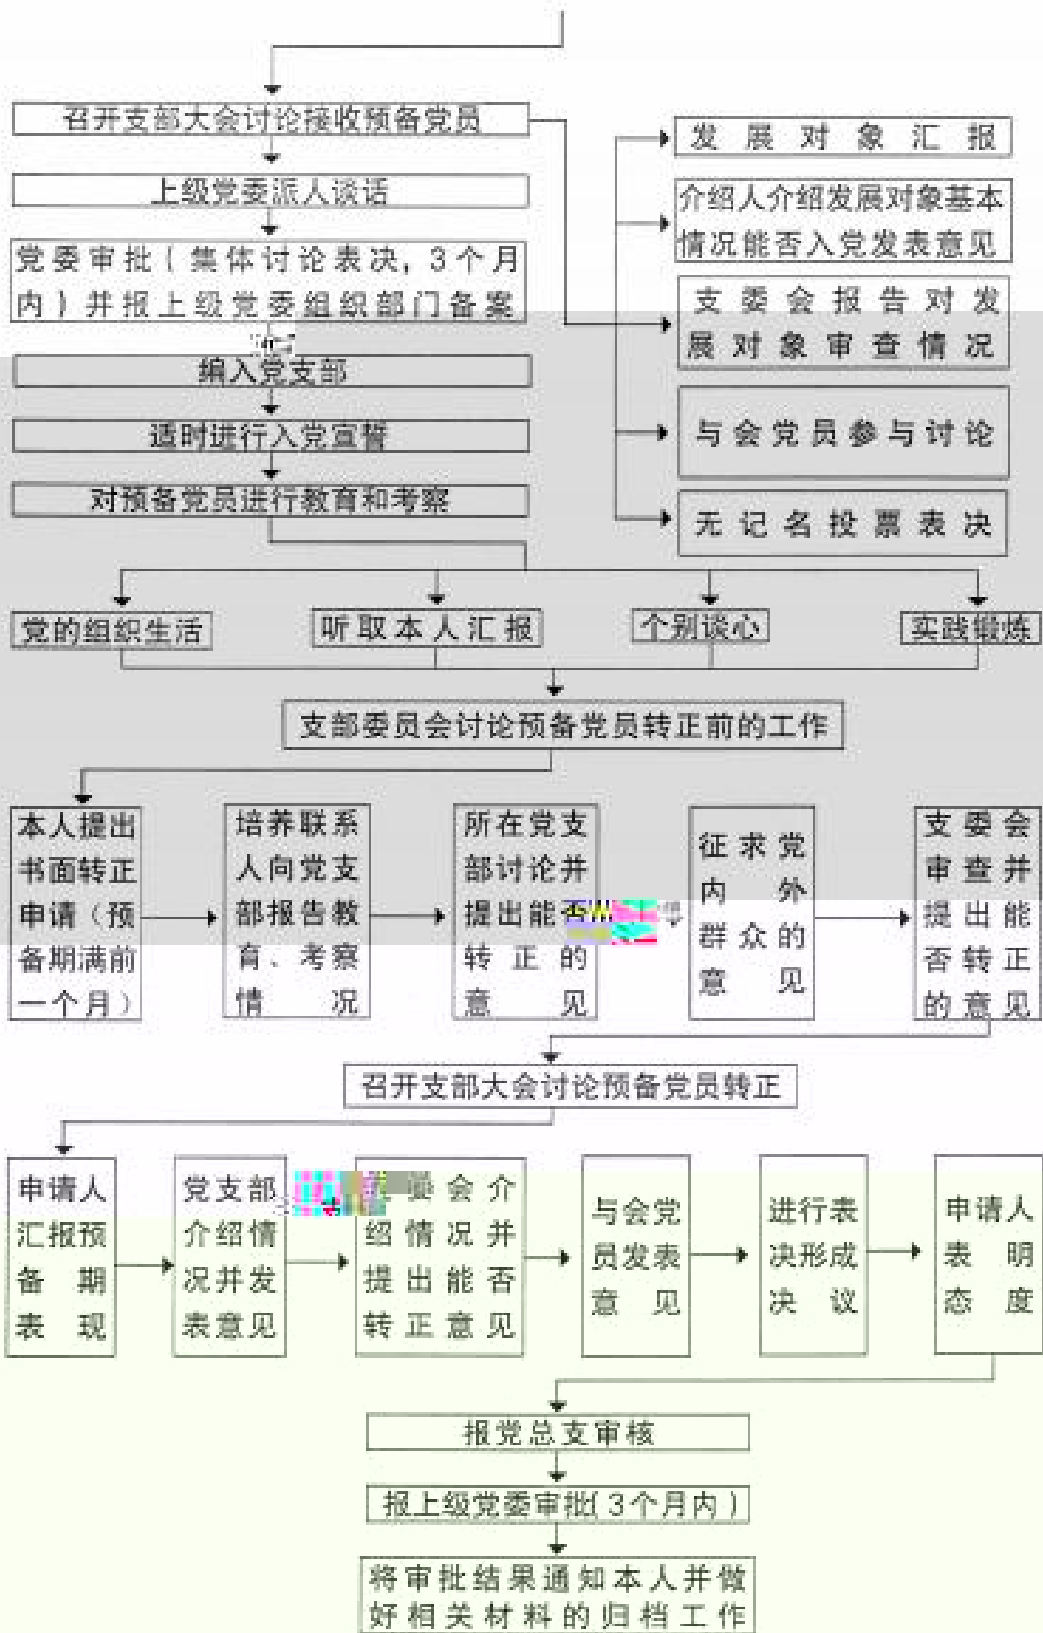 召开支部大会讨论接收预备党员
上级党委派人谈话
党委审批(集体讨论表决,3个月
内)并报上级党委组织部门备案
编入党支部
适时进行入党宣誓
对预备党员进行教育和考察
发展对象汇报
介绍人介绍发展对象基本
情况能否入党发表意见
支委会报告对发
展对象审查情况
与会党员参与讨论
无记名投票表决
党的组织生活
听取本人汇报
个别谈心
实践锻炼
支部委员会讨论预备党员转正前的工作
本人提出
书面转正
申请(预
备期满前
一个月)
培养联系
人向党支
部报告教
育、考察
情况
所在党支
部讨论并
提出能否
转正的
意见
征求党
内外
群众的
意见
支委会
审查并
提出能
否转正
的意见
召开支部大会讨论预备党员转正
申请人
汇报预
备期
表现
党支部
介绍情
况并发
表意见
委会介
绍情况并
提出能否
转正意见
与会党
员发表
意见
进行表
决形成
决议
申请人
表明
态度
报党总支审核
报上级党委审批(3个月内)
将审批结果通知本人并做
好相关材料的归档工作